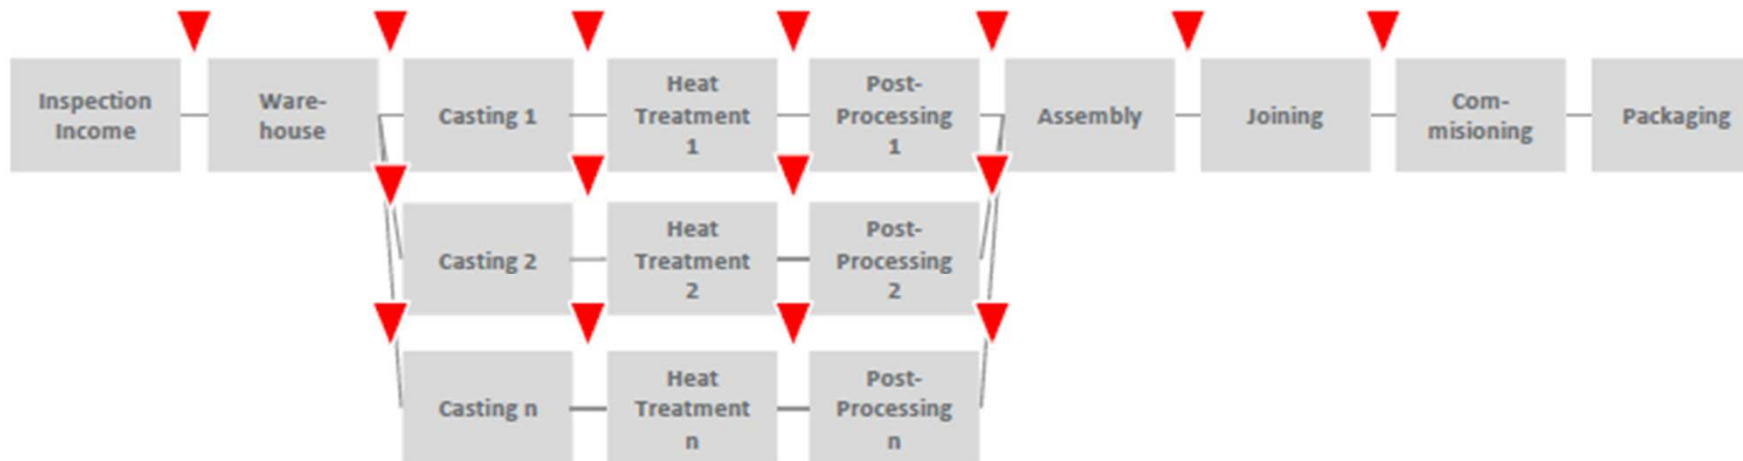 Inspection
Income
Ware-
house
Casting 1
Heat
Treatment
1
Post-
Processing
1
Assembly
Joining
Com-
misioning
Packaging
Casting 2
Heat
Treatment
2
Post-
Processing
2
Casting n
Heat
Treatment
n
Post-
Processing
n